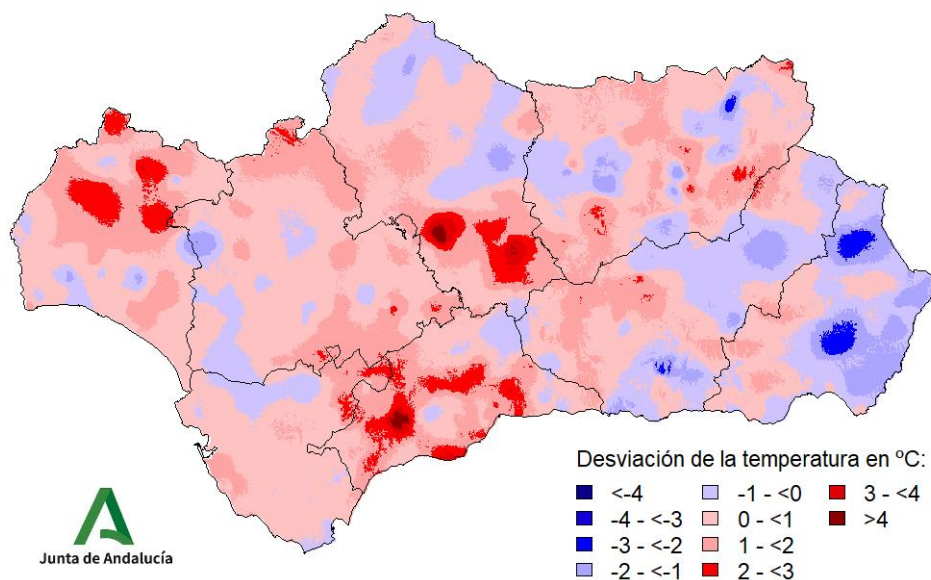 Desviación de la temperatura en ºC:
<-4 -1 - <0 3 - <4
-4 - <-3 0 - <1 >4
-3 - <-2 1 - <2
-2 - <-1 2 - <3
Junta de Andalucía